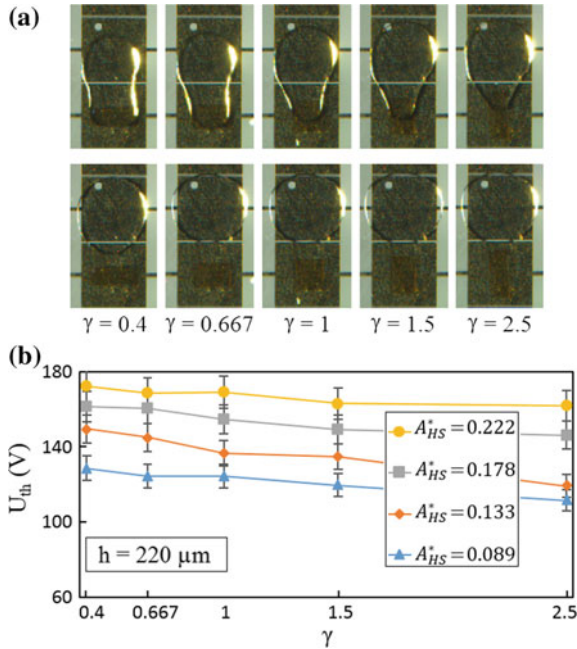 (a)
γ = 0.4 γ = 0.667 γ = 1 γ = 1.5 γ = 2.5
(b)
180
140
100
60
U_th (V)
A*_HS=0.222
A*_HS=0.178
A*_HS=0.133
A*_HS=0.089
h = 220 μm
0.4 0.667 1 1.5 2.5
γ